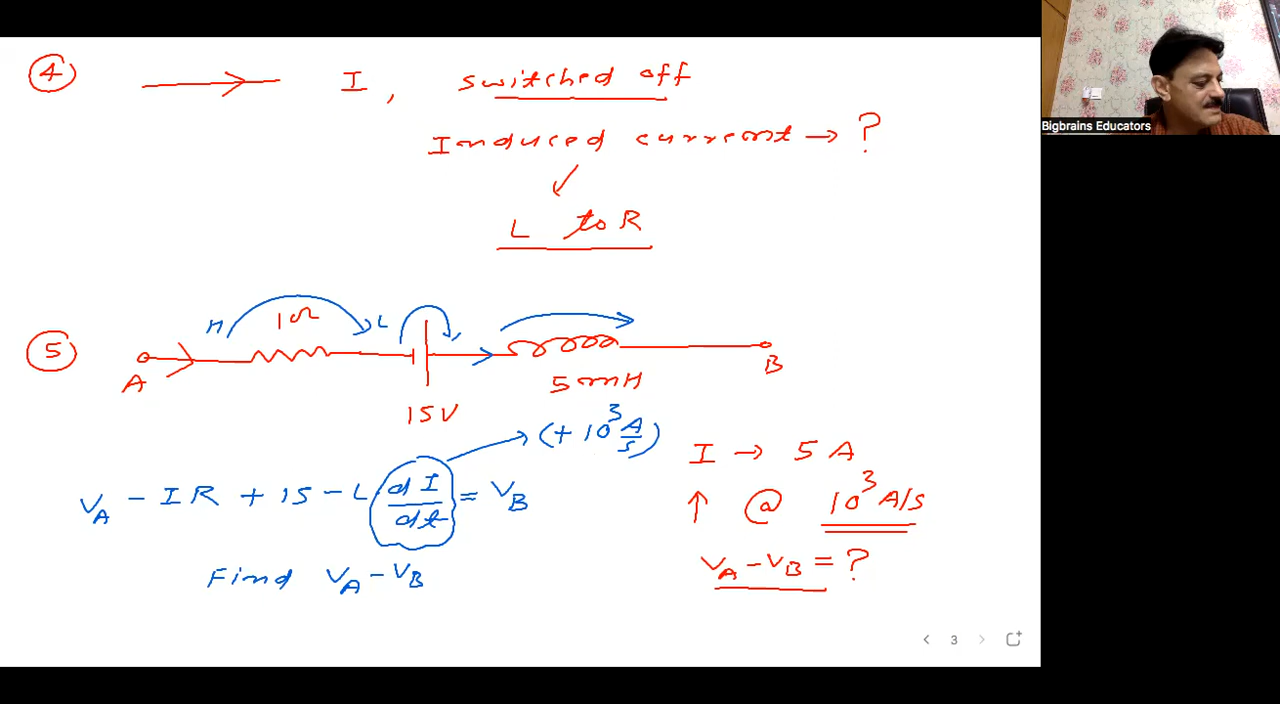 4 → I, switched off
Induced current → ?
L to R
5
H 1Ω L
A B
15V 5mH
(+ 10³ A/s)
V_A - IR + 15 - L (dI/dt) = V_B
Find V_A - V_B
I → 5 A
↑ @ 10³ A/s
V_A - V_B = ?
3
Bigbrains Educators